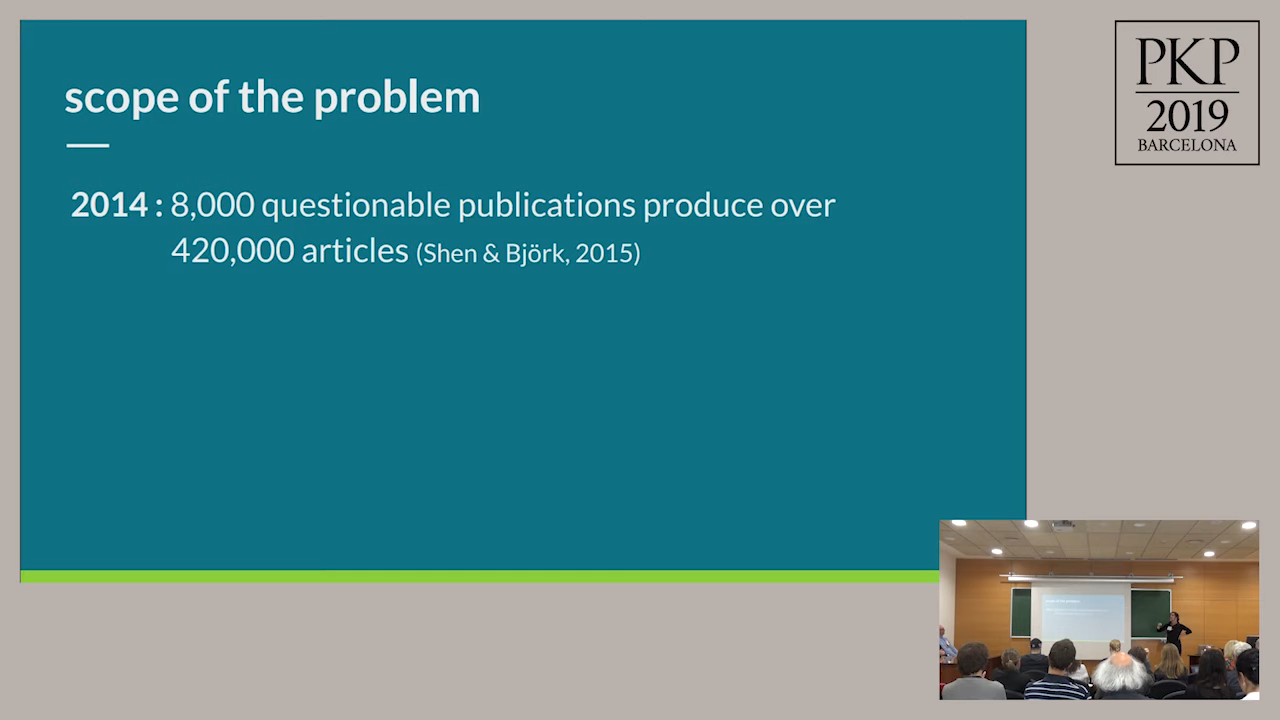 scope of the problem
2014 : 8,000 questionable publications produce over
420,000 articles (Shen & Björk, 2015)
PKP
2019
BARCELONA